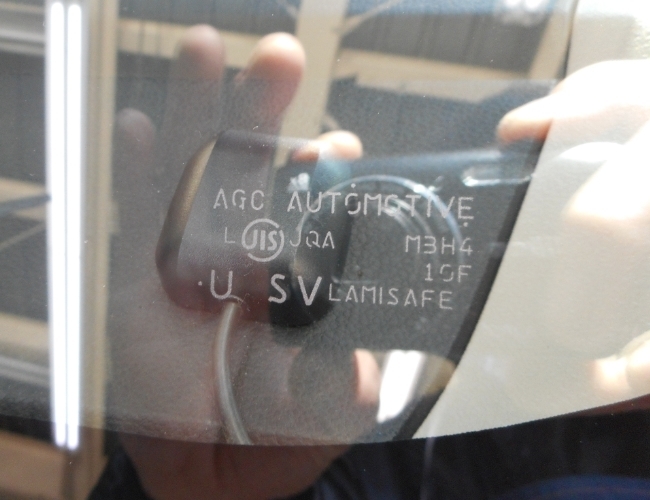 AGC AUTOMOTIVE
L JIS JQA M3H4
19F
·U SV LAMISAFE